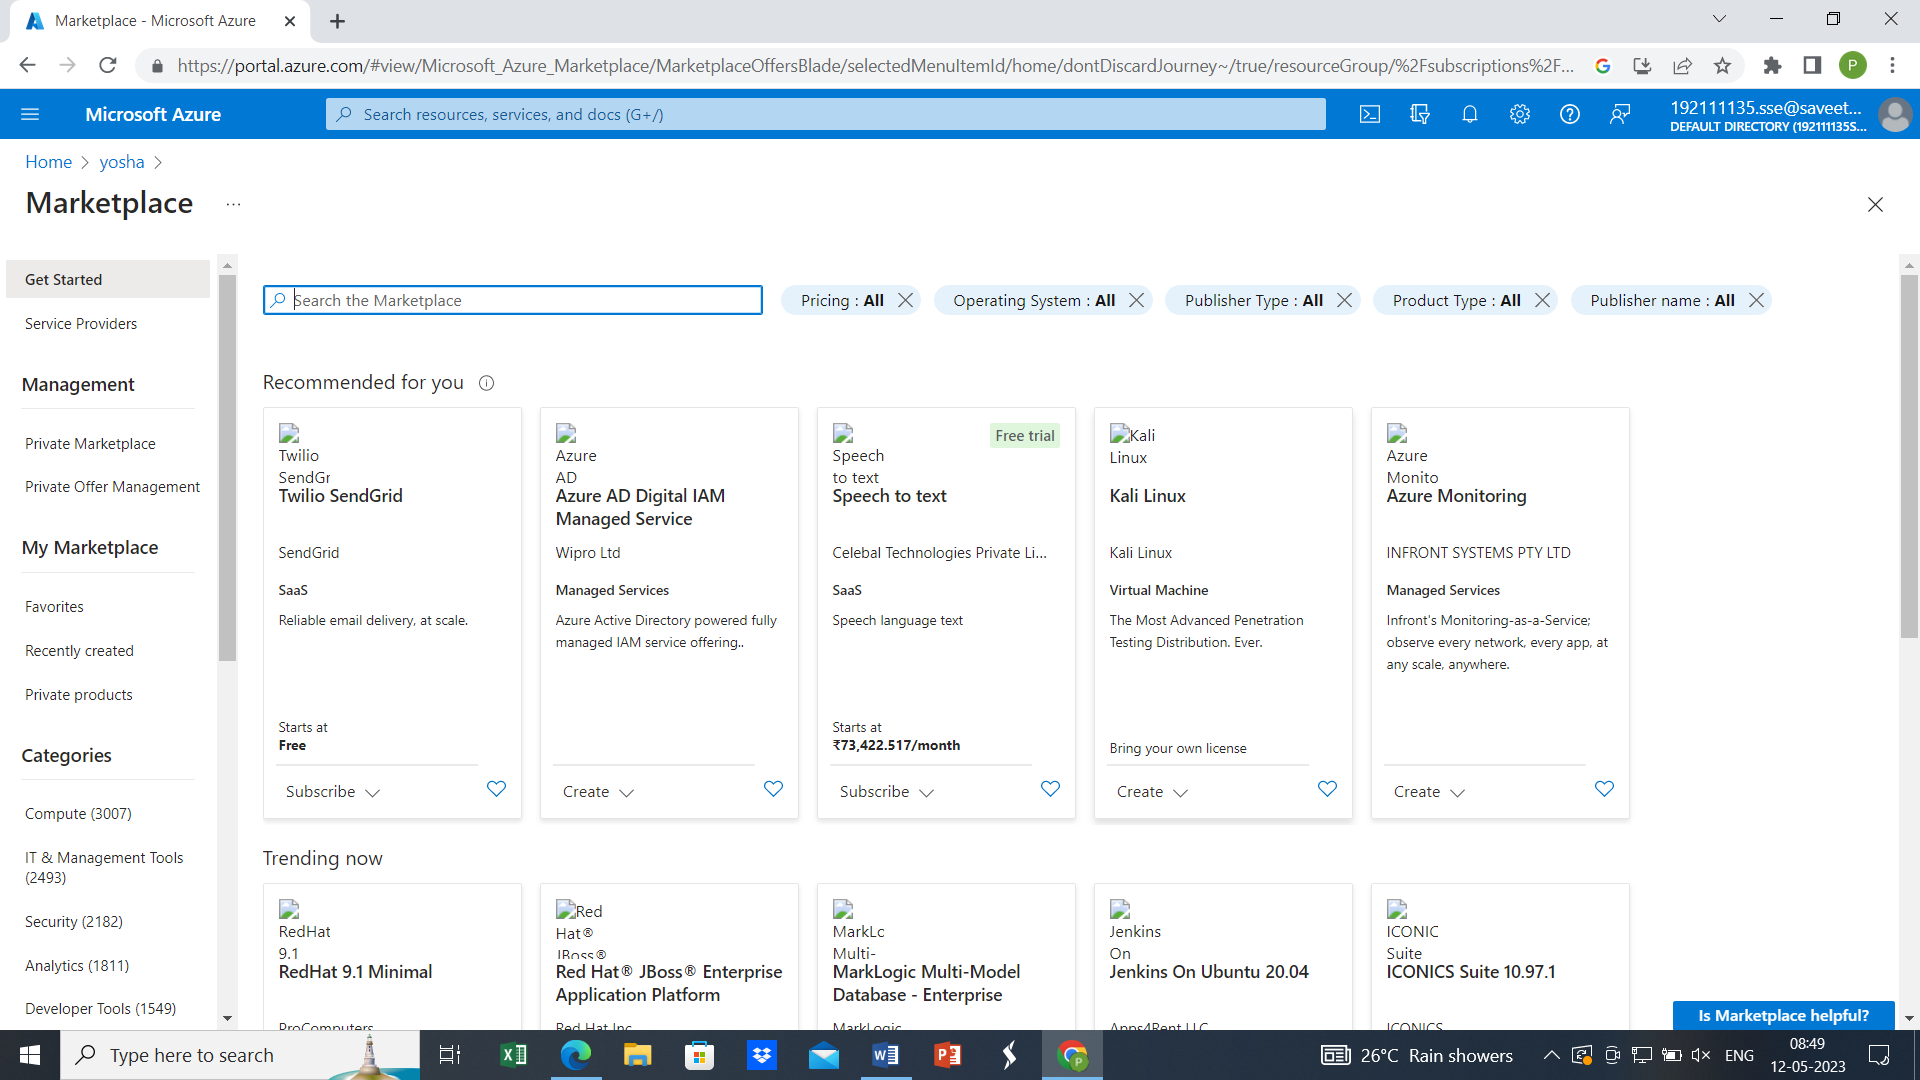 Marketplace - Microsoft Azure
https://portal.azure.com/#view/Microsoft_Azure_Marketplace/MarketplaceOffersBlade/selectedMenuItemId/home/dontDiscardJourney~/true/resourceGroup/%2Fsubscriptions%2F...
P
Microsoft Azure
Search resources, services, and docs (G+/)
192111135.sse@saveet...
DEFAULT DIRECTORY (192111135S...
Home > yosha >
Marketplace ...
Get Started
Service Providers
Management
Private Marketplace
Private Offer Management
My Marketplace
Favorites
Recently created
Private products
Categories
Compute (3007)
IT & Management Tools
(2493)
Security (2182)
Analytics (1811)
Developer Tools (1549)
Search the Marketplace
Pricing : All
Operating System : All
Publisher Type : All
Product Type : All
Publisher name : All
Recommended for you
Twilio
SendGr
Twilio SendGrid
SendGrid
SaaS
Reliable email delivery, at scale.
Starts at
Free
Subscribe
Azure
AD
Azure AD Digital IAM
Managed Service
Wipro Ltd
Managed Services
Azure Active Directory powered fully
managed IAM service offering..
Create
Free trial
Speech
to text
Speech to text
Celebal Technologies Private Li...
SaaS
Speech language text
Starts at
₹73,422.517/month
Subscribe
Kali
Linux
Kali Linux
Kali Linux
Virtual Machine
The Most Advanced Penetration
Testing Distribution. Ever.
Bring your own license
Create
Azure
Monito
Azure Monitoring
INFRONT SYSTEMS PTY LTD
Managed Services
Infront's Monitoring-as-a-Service;
observe every network, every app, at
any scale, anywhere.
Create
Trending now
RedHat
9.1
RedHat 9.1 Minimal
ProComputers
Red
Hat®
JBoss®
Red Hat® JBoss® Enterprise
Application Platform
Red Hat Inc.
MarkLc
Multi-
MarkLogic Multi-Model
Database - Enterprise
MarkLogic
Jenkins
On
Jenkins On Ubuntu 20.04
Apps4Rent LLC
ICONIC
Suite
ICONICS Suite 10.97.1
ICONICS
Is Marketplace helpful?
Type here to search
26°C Rain showers
ENG
08:49
12-05-2023